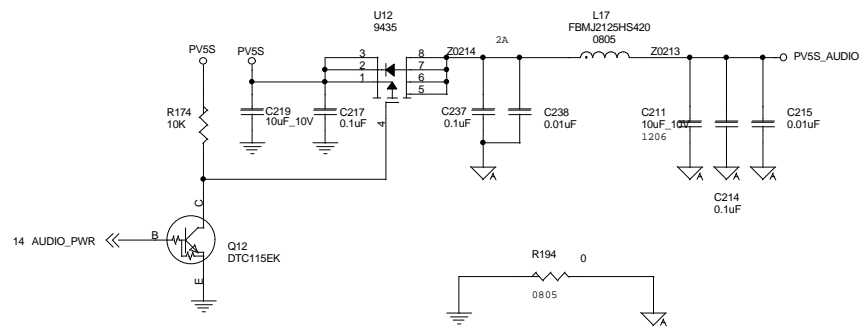 U12
9435
L17
FBMJ2125HS420
0805
PV5S
PV5S
3
2
1
8
7
6
5
4
Z0214
2A
Z0213
PV5S_AUDIO
R174
10K
C219
10uF_10V
C217
0.1uF
C237
0.1uF
C238
0.01uF
C211
10uF_10V
1206
C215
0.01uF
C214
0.1uF
A
A
A
A
C
B
E
14 AUDIO_PWR
Q12
DTC115EK
R194
0
0805
A